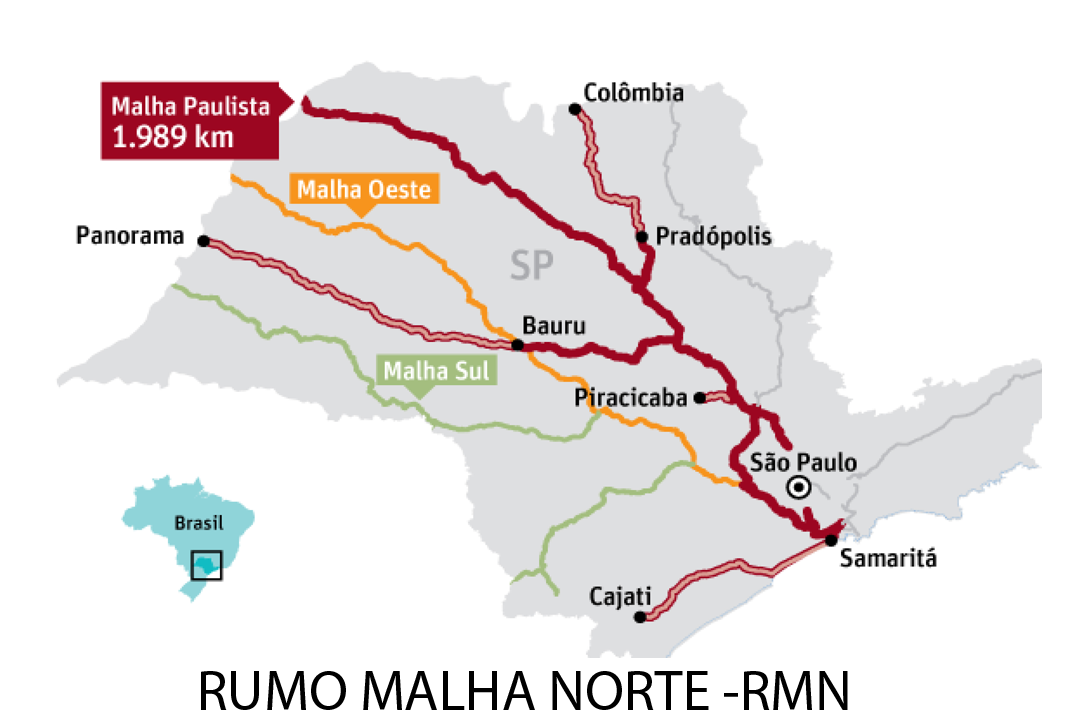 Colômbia
Malha Paulista
1.989 km
Malha Oeste
Panorama
Pradópolis
SP
Bauru
Malha Sul
Piracicaba
São Paulo
Brasil
Samaritá
Cajati
RUMO MALHA NORTE -RMN